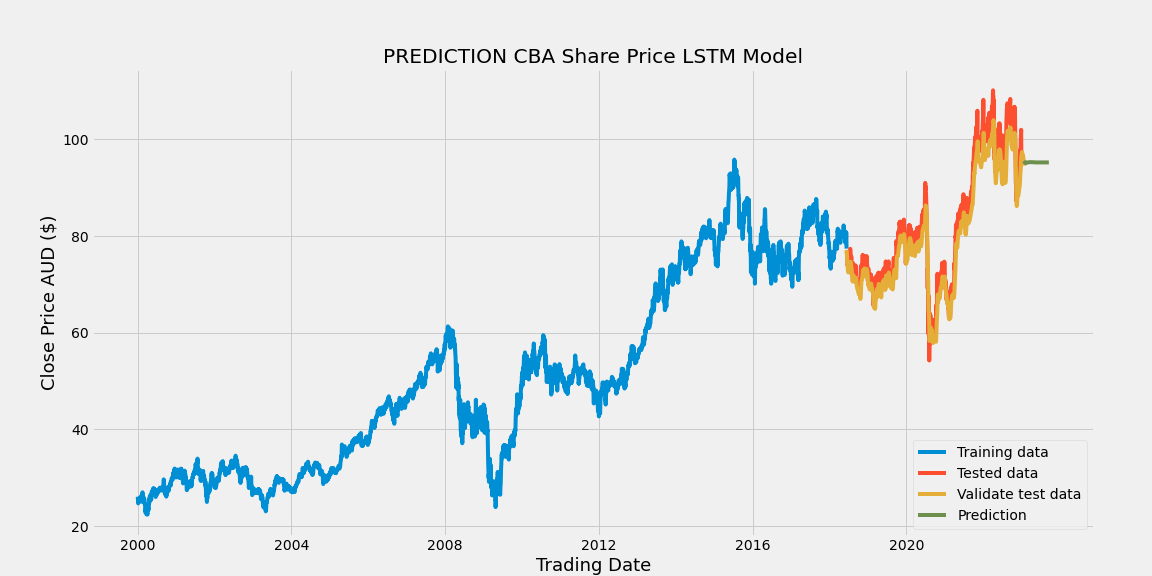 PREDICTION CBA Share Price LSTM Model
Close Price AUD ($)
100
80
60
40
20
2000 2004 2008 2012 2016 2020
Trading Date
Training data
Tested data
Validate test data
Prediction